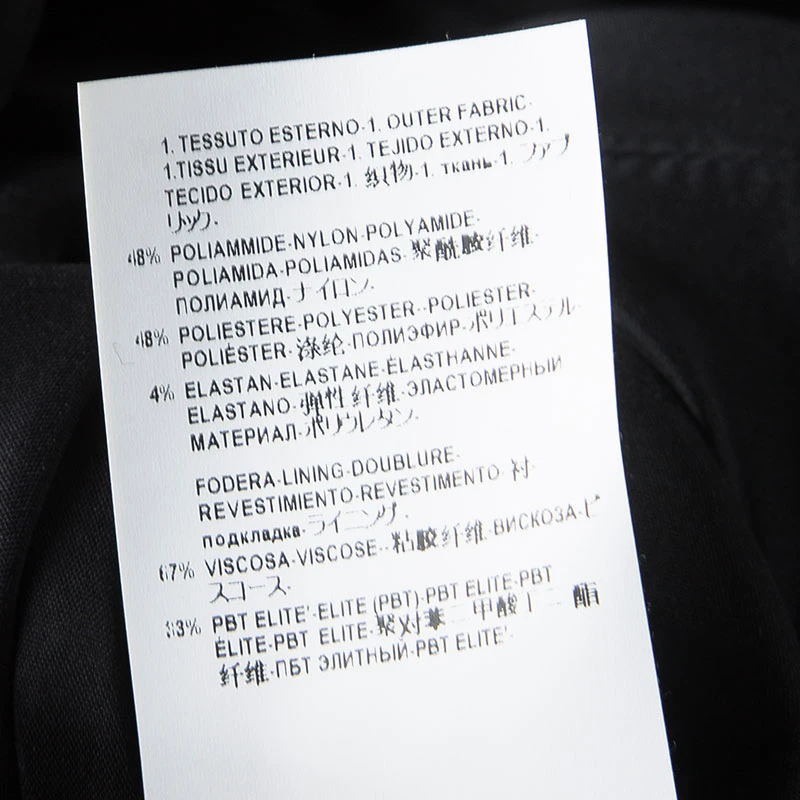 1. TESSUTO ESTERNO-1. OUTER FABRIC-
1.TISSU EXTERIEUR-1. TEJIDO EXTERNO-1.
TECIDO EXTERIOR-1. 织物-1. ткань-1. ファブ
リック.
48% POLIAMMIDE-NYLON-POLYAMIDE-
POLIAMIDA-POLIAMIDAS-聚酰胺纤维-
ПОЛИАМИД-ナイロン.
48% POLIESTERE-POLYESTER--POLIESTER-
POLIÉSTER-涤纶-ПОЛИЭФИР-ポリエステル-
4% ELASTAN-ELASTANE-ÉLASTHANNE-
ELASTANO-弹性纤维-ЭЛАСТОМЕРНЫЙ
МАТЕРИАЛ-ポリウレタン.
FODERA-LINING-DOUBLURE-
REVESTIMIENTO-REVESTIMENTO-衬-
подкладка-ライニング.
67% VISCOSA-VISCOSE--粘胶纤维-ВИСКОЗА-ビ
スコース-
33% PBT ELITE'-ELITE (PBT)-PBT ELITE-PBT
ÉLITE-PBT ELITE-聚对苯二甲酸丁二酯
纤维-ПБТ ЭЛИТНЫЙ-PBT ELITE'-